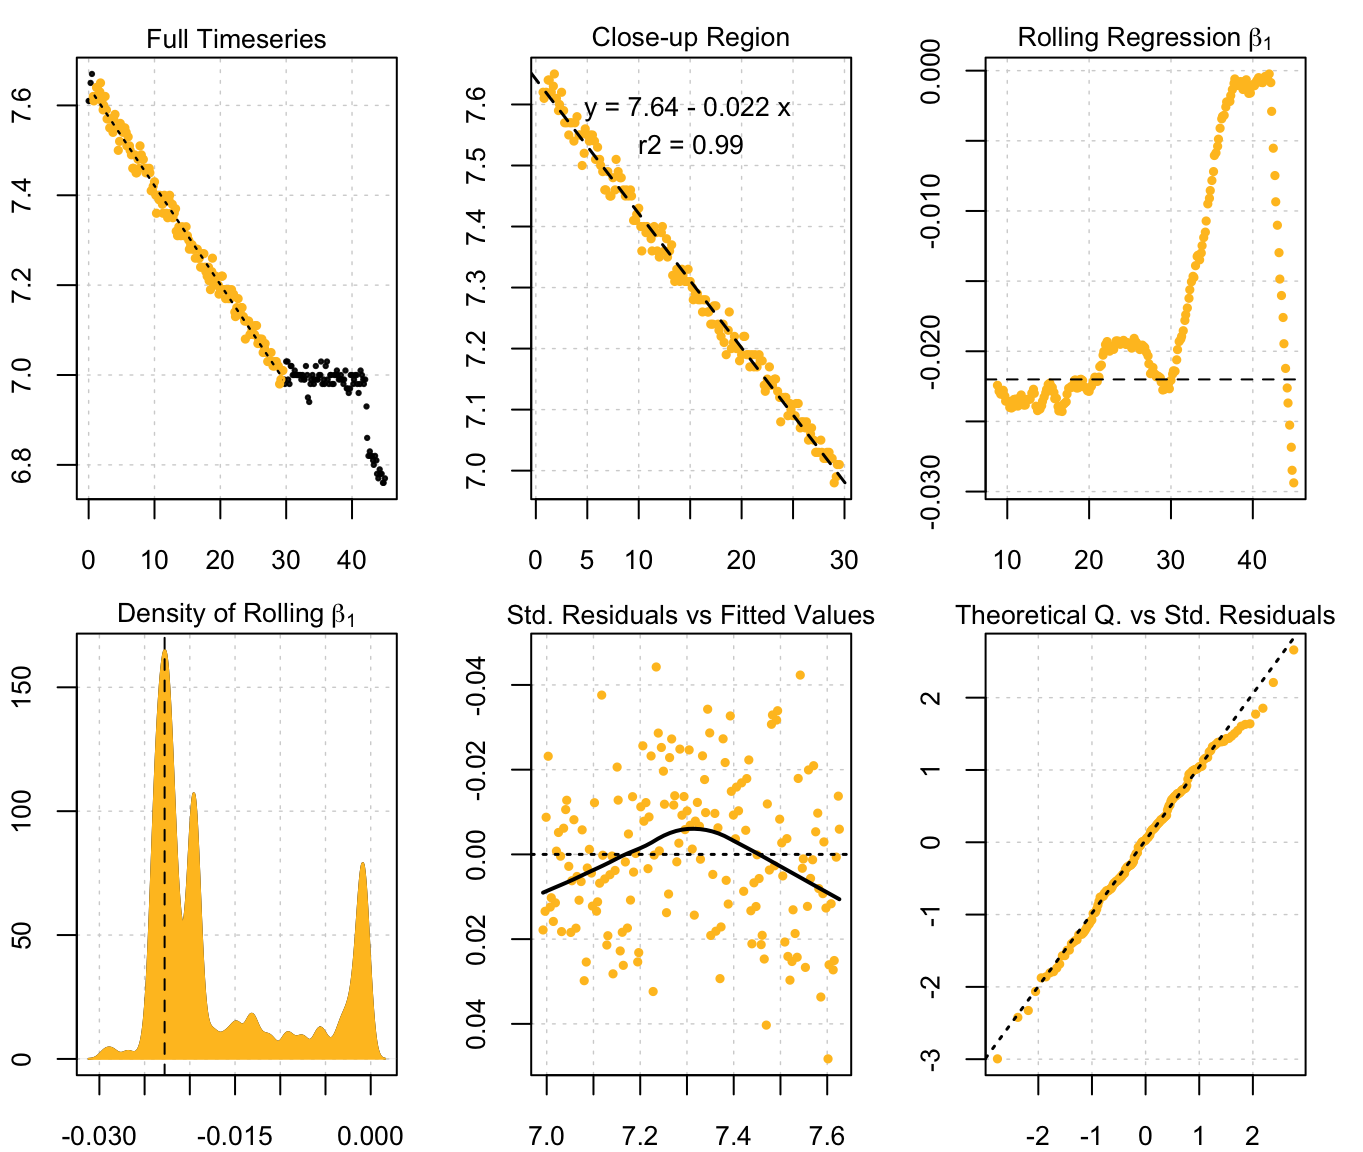 Full Timeseries
7.6
7.4
7.2
7.0
6.8
0 10 20 30 40
Close-up Region
y = 7.64 - 0.022 x
r2 = 0.99
7.6
7.5
7.4
7.3
7.2
7.1
7.0
0 5 10 20 30
Rolling Regression β1
0.000
-0.010
-0.020
-0.030
10 20 30 40
Density of Rolling β1
150
100
50
0
-0.030 -0.015 0.000
Std. Residuals vs Fitted Values
-0.04
-0.02
0.00
0.02
0.04
7.0 7.2 7.4 7.6
Theoretical Q. vs Std. Residuals
2
1
0
-1
-2
-3
-2 -1 0 1 2